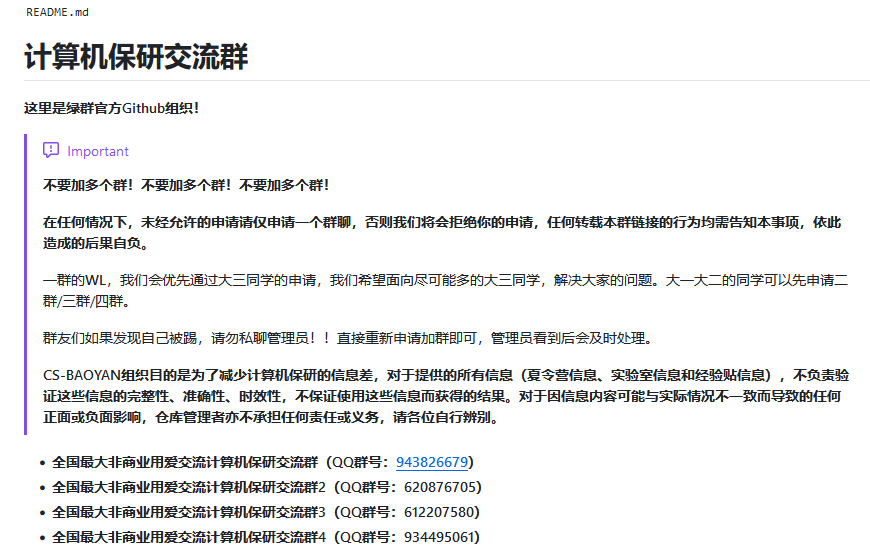 README.md
计算机保研交流群
这里是绿群官方Github组织！
Important
不要加多个群！不要加多个群！不要加多个群！
在任何情况下，未经允许的申请请仅申请一个群聊，否则我们将会拒绝你的申请，任何转载本群链接的行为均需告知本事项，依此
造成的后果自负。
一群的WL，我们会优先通过大三同学的申请，我们希望面向尽可能多的大三同学，解决大家的问题。大一大二的同学可以先申请二
群/三群/四群。
群友们如果发现自己被踢，请勿私聊管理员！！直接重新申请加群即可，管理员看到后会及时处理。
CS-BAOYAN组织目的是为了减少计算机保研的信息差，对于提供的所有信息（夏令营信息、实验室信息和经验贴信息），不负责验
证这些信息的完整性、准确性、时效性，不保证使用这些信息而获得的结果。对于因信息内容可能与实际情况不一致而导致的任何
正面或负面影响，仓库管理者亦不承担任何责任或义务，请各位自行辨别。
• 全国最大非商业用爱交流计算机保研交流群（QQ群号：943826679）
• 全国最大非商业用爱交流计算机保研交流群2（QQ群号：620876705）
• 全国最大非商业用爱交流计算机保研交流群3（QQ群号：612207580）
• 全国最大非商业用爱交流计算机保研交流群4（QQ群号：934495061）